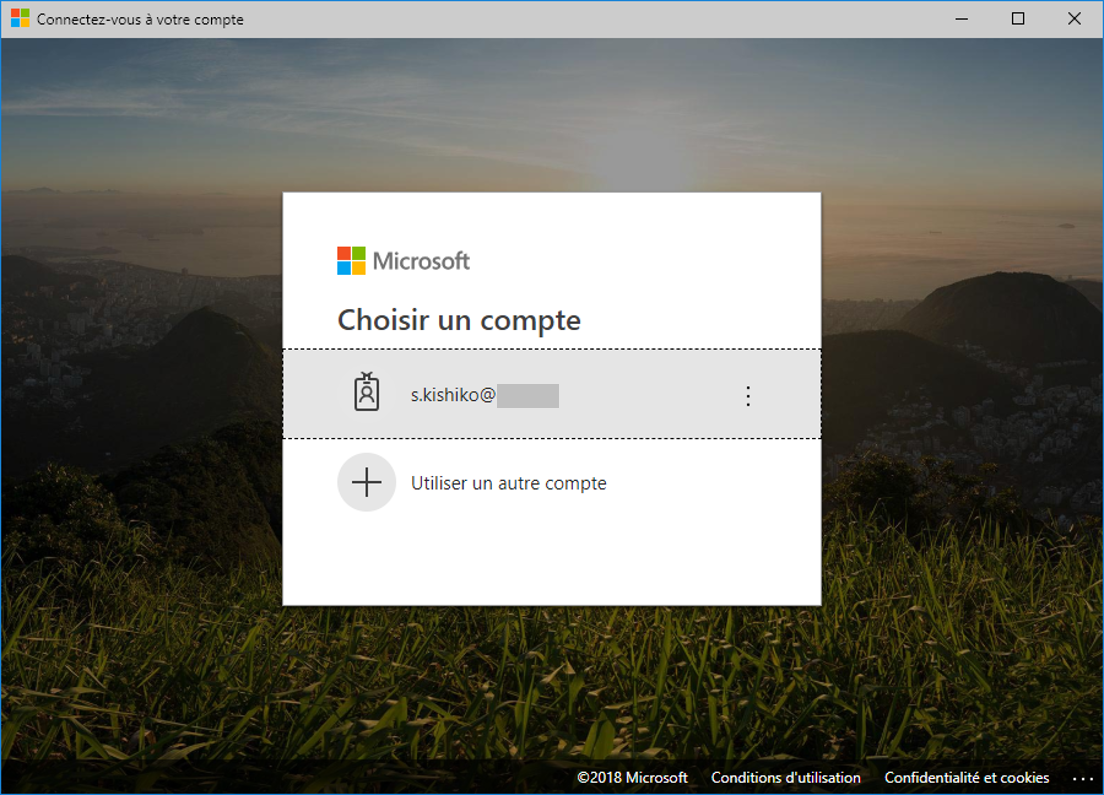 Connectez-vous à votre compte
Microsoft
Choisir un compte
s.kishiko@
Utiliser un autre compte
©2018 Microsoft Conditions d'utilisation Confidentialité et cookies ...